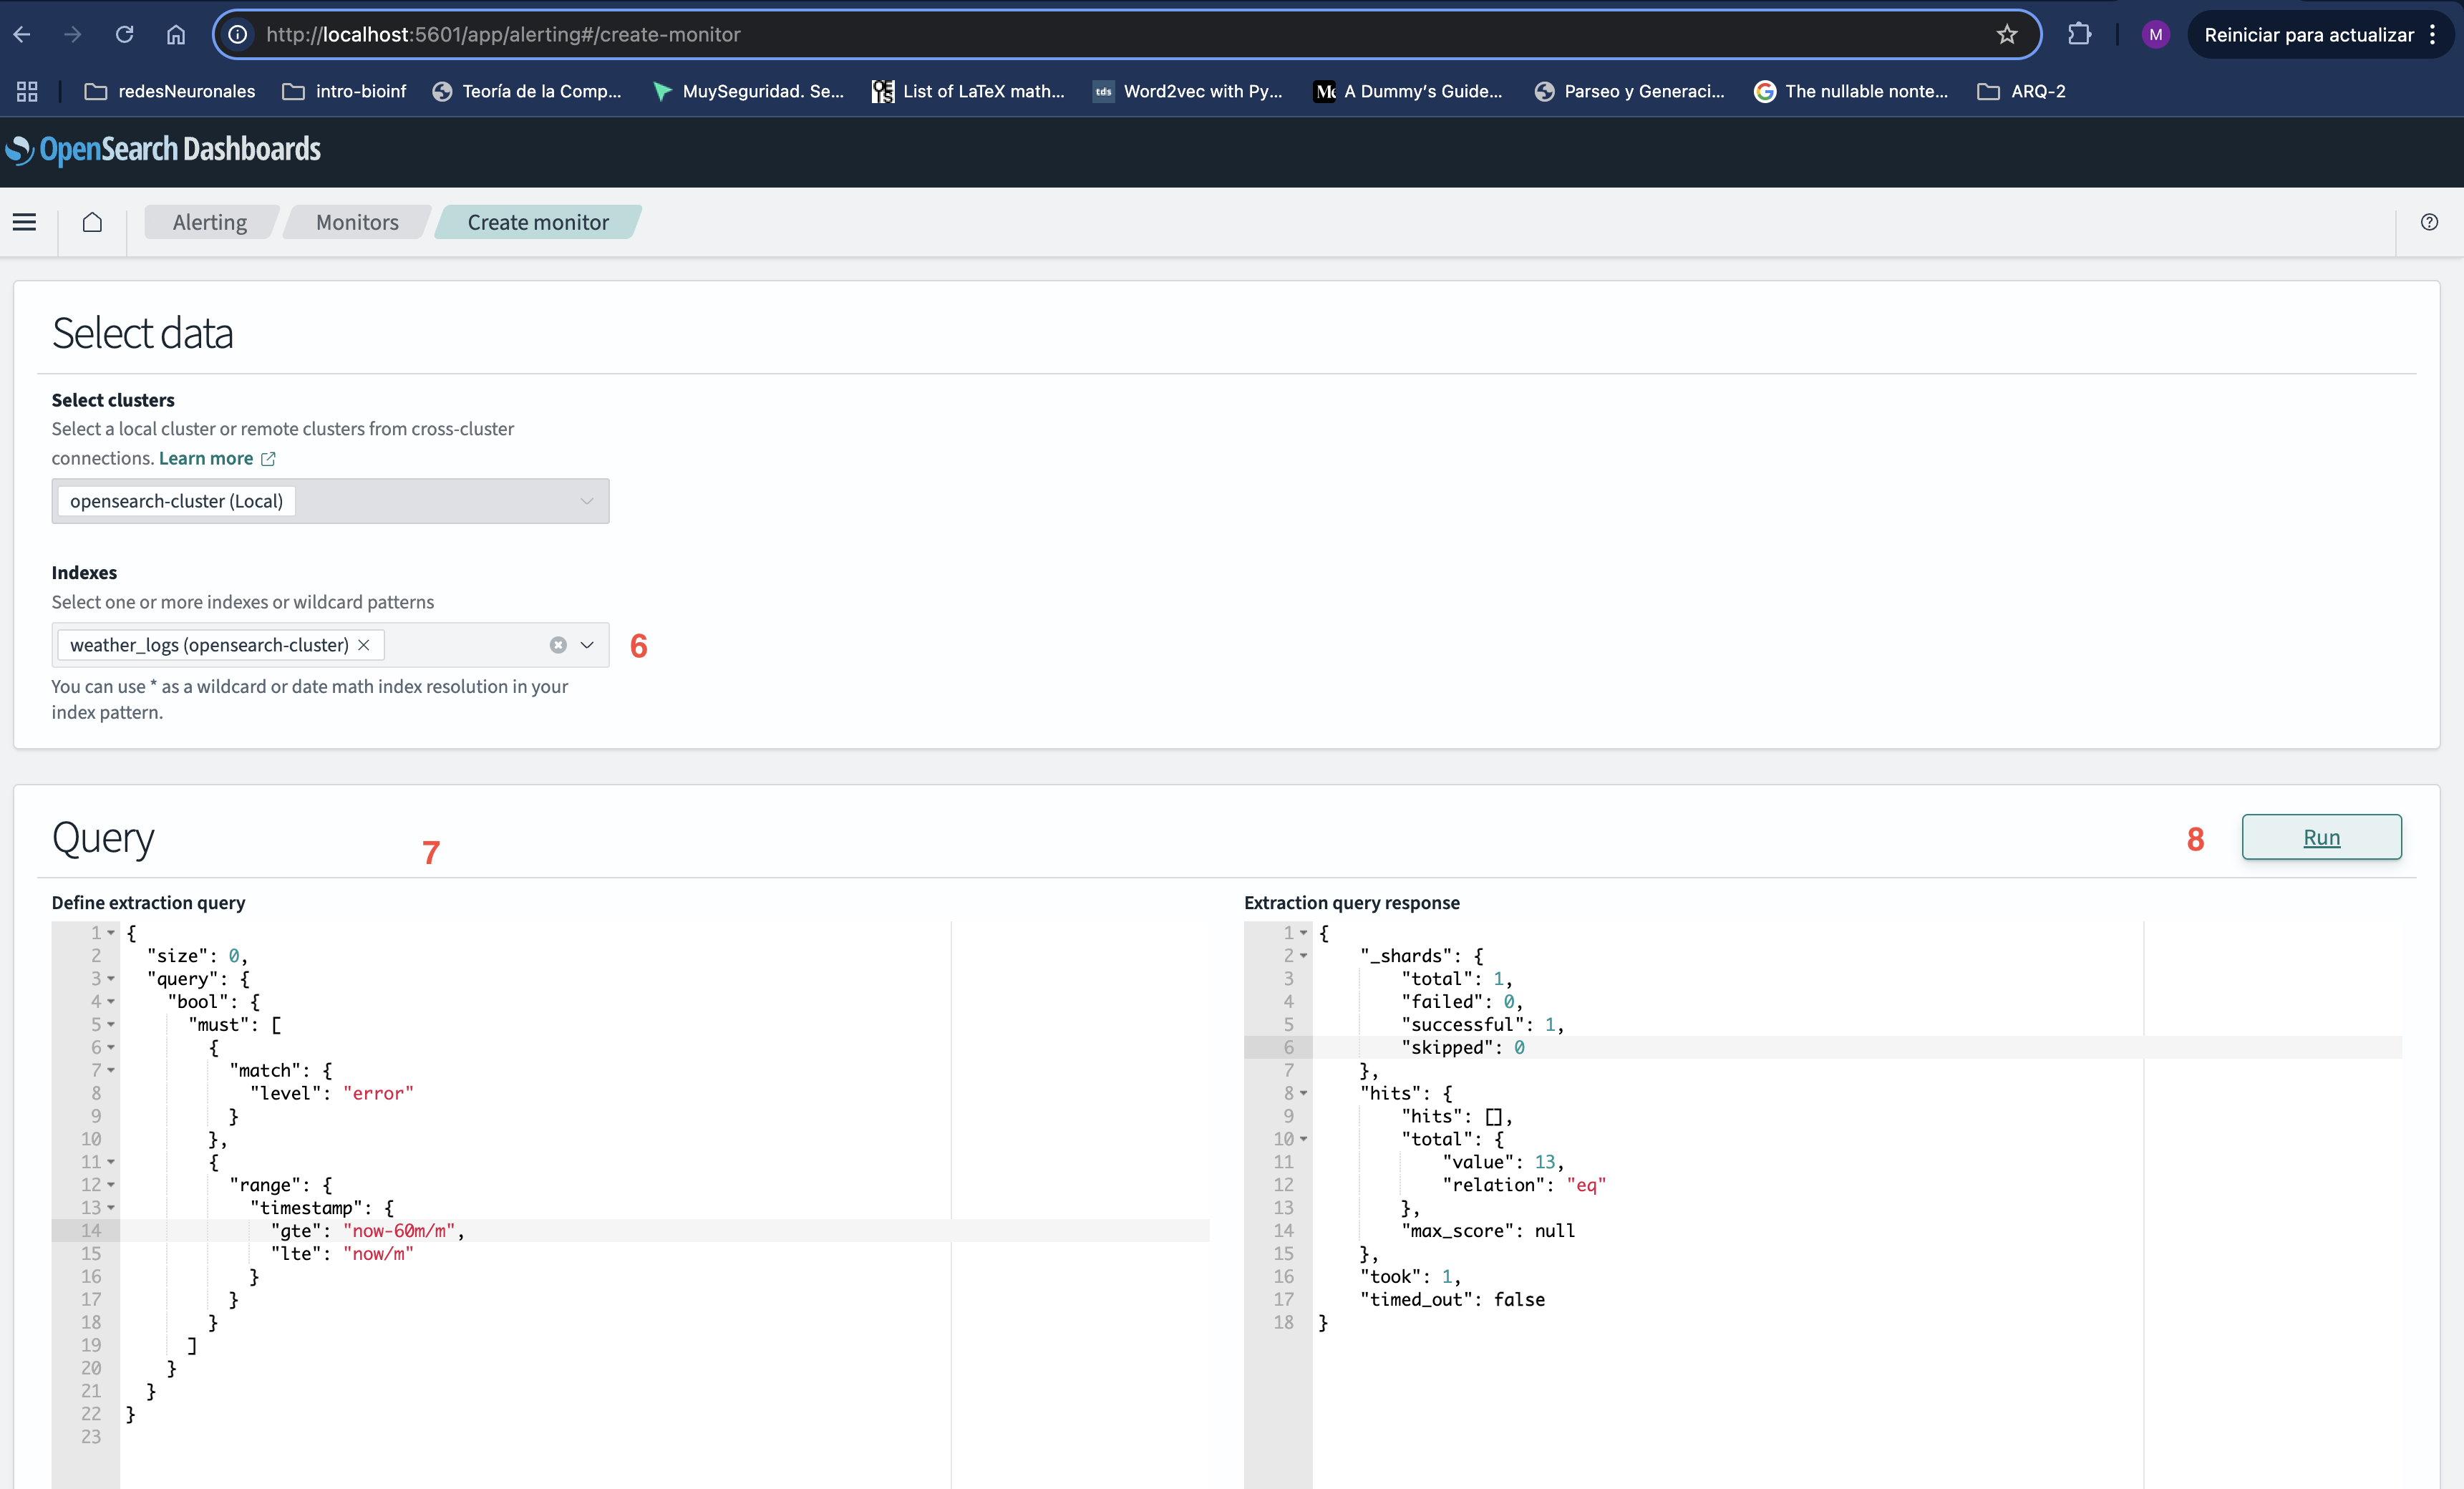 http://localhost:5601/app/alerting#/create-monitor
M
Reiniciar para actualizar
redesNeuronales
intro-bioinf
Teoría de la Comp...
MuySeguridad. Se...
List of LaTeX math...
tds
Word2vec with Py...
A Dummy's Guide...
Parseo y Generaci...
The nullable nonte...
ARQ-2
OpenSearch Dashboards
Alerting
Monitors
Create monitor
Select data
Select clusters
Select a local cluster or remote clusters from cross-cluster
connections. Learn more
opensearch-cluster (Local)
Indexes
Select one or more indexes or wildcard patterns
weather_logs (opensearch-cluster)
6
You can use * as a wildcard or date math index resolution in your
index pattern.
Query
7
8
Run
Define extraction query
1 {
2 "size": 0,
3 "query": {
4 "bool": {
5 "must": [
6 {
7 "match": {
8 "level": "error"
9 }
10 },
11 {
12 "range": {
13 "timestamp": {
14 "gte": "now-60m/m",
15 "lte": "now/m"
16 }
17 }
18 }
19 ]
20 }
21 }
22 }
23
Extraction query response
1 {
2 "_shards": {
3 "total": 1,
4 "failed": 0,
5 "successful": 1,
6 "skipped": 0
7 },
8 "hits": {
9 "hits": [],
10 "total": {
11 "value": 13,
12 "relation": "eq"
13 },
14 "max_score": null
15 },
16 "took": 1,
17 "timed_out": false
18 }